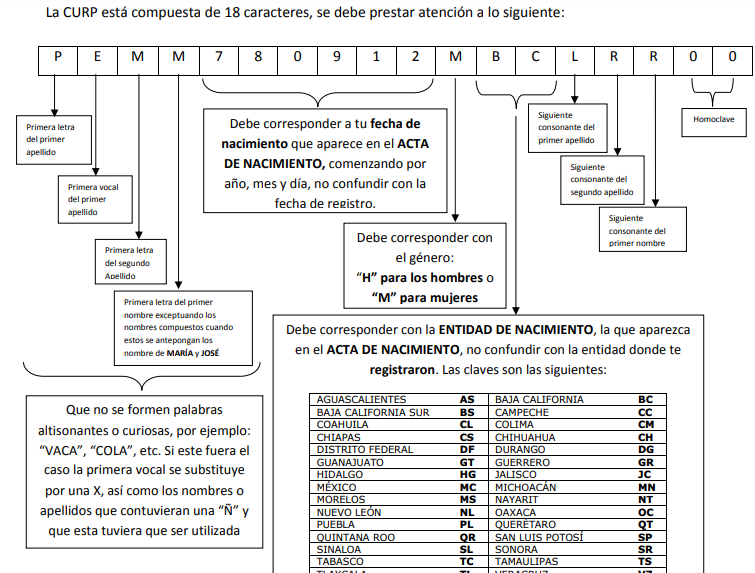 La CURP está compuesta de 18 caracteres, se debe prestar atención a lo siguiente:
P E M M 7 8 0 9 1 2 M B C L R R 0 0
Primera letra
del primer
apellido
Primera vocal
del primer
apellido
Primera letra
del segundo
Apellido
Primera letra del primer
nombre exceptuando los
nombres compuestos cuando
estos se antepongan los
nombre de MARÍA y JOSÉ
Debe corresponder a tu fecha de
nacimiento que aparece en el ACTA
DE NACIMIENTO, comenzando por
año, mes y día, no confundir con la
fecha de registro.
Debe corresponder con
el género:
"H" para los hombres o
"M" para mujeres
Siguiente
consonante del
primer apellido
Siguiente
consonante del
segundo apellido
Siguiente
consonante del
primer nombre
Homoclave
Que no se formen palabras
altisonantes o curiosas, por ejemplo:
"VACA", "COLA", etc. Si este fuera el
caso la primera vocal se substituye
por una X, así como los nombres o
apellidos que contuvieran una "Ñ" y
que esta tuviera que ser utilizada
Debe corresponder con la ENTIDAD DE NACIMIENTO, la que aparezca
en el ACTA DE NACIMIENTO, no confundir con la entidad donde te
registraron. Las claves son las siguientes:
AGUASCALIENTES AS BAJA CALIFORNIA BC
BAJA CALIFORNIA SUR BS CAMPECHE CC
COAHUILA CL COLIMA CM
CHIAPAS CS CHIHUAHUA CH
DISTRITO FEDERAL DF DURANGO DG
GUANAJUATO GT GUERRERO GR
HIDALGO HG JALISCO JC
MÉXICO MC MICHOACÁN MN
MORELOS MS NAYARIT NT
NUEVO LEÓN NL OAXACA OC
PUEBLA PL QUERÉTARO QT
QUINTANA ROO QR SAN LUIS POTOSÍ SP
SINALOA SL SONORA SR
TABASCO TC TAMAULIPAS TS
TLAXCALA TL VERACRUZ VZ